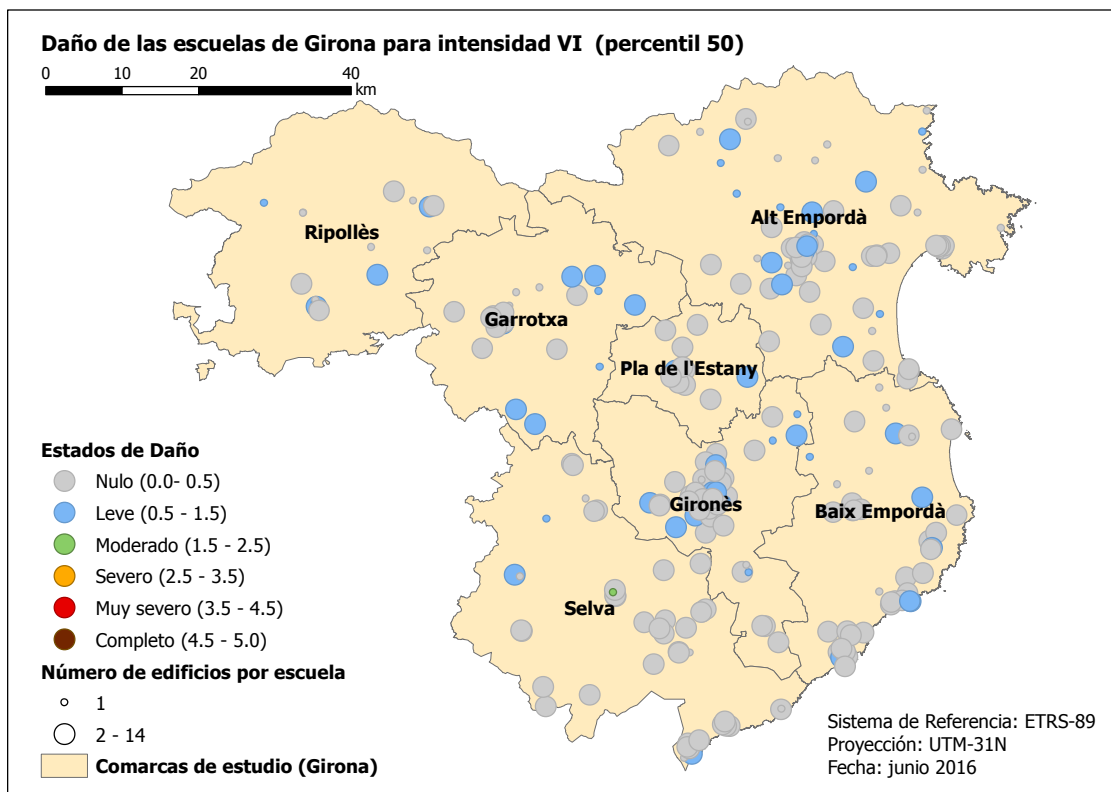 Daño de las escuelas de Girona para intensidad VI (percentil 50)
0 10 20 40
km
Alt Empordà
Ripollès
Garrotxa
Pla de l'Estany
Gironès
Baix Empordà
Selva
Estados de Daño
Nulo (0.0- 0.5)
Leve (0.5 - 1.5)
Moderado (1.5 - 2.5)
Severo (2.5 - 3.5)
Muy severo (3.5 - 4.5)
Completo (4.5 - 5.0)
Número de edificios por escuela
1
2 - 14
Comarcas de estudio (Girona)
Sistema de Referencia: ETRS-89
Proyección: UTM-31N
Fecha: junio 2016